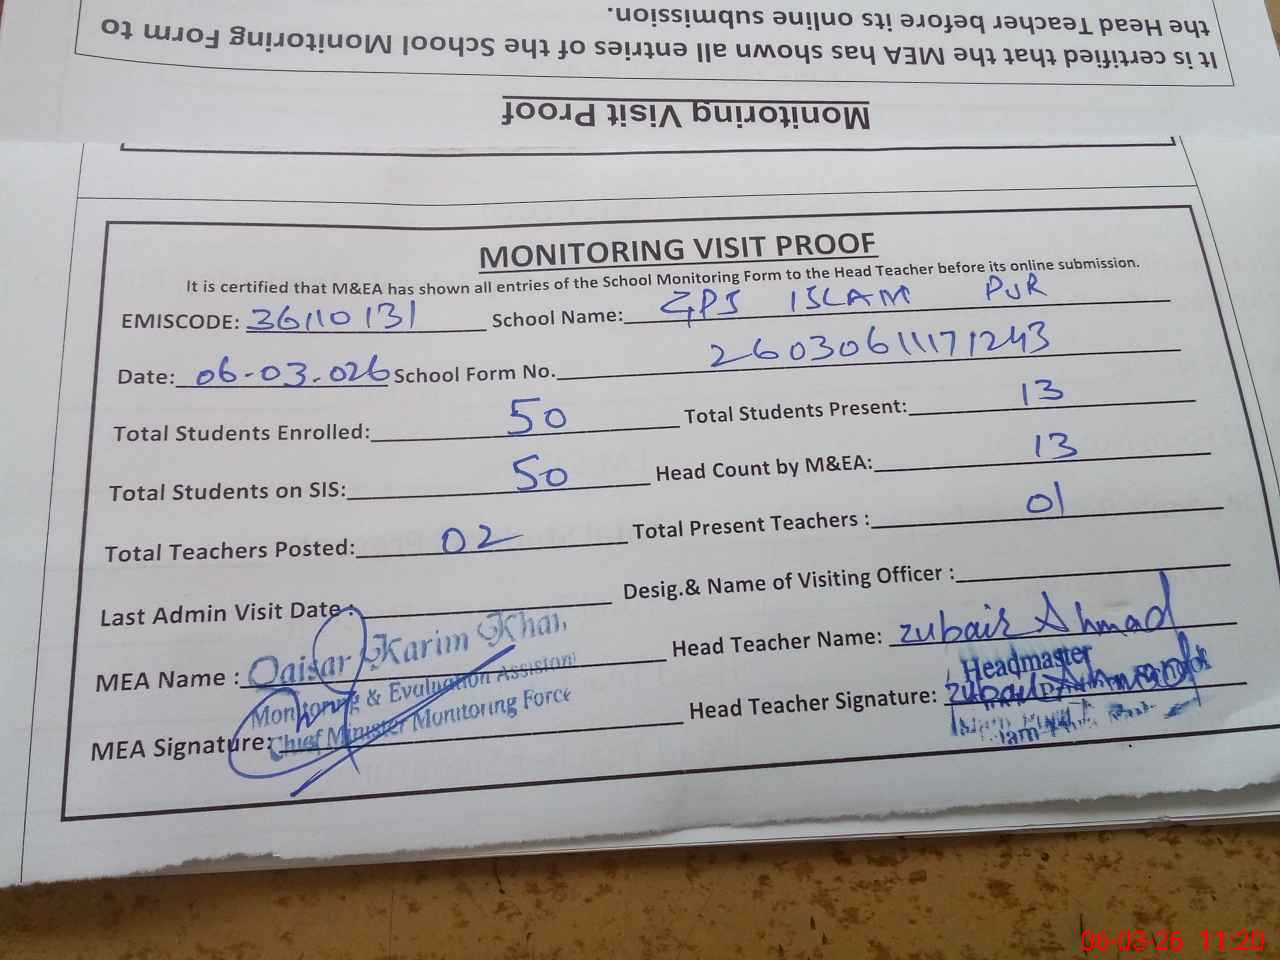 the Head Teacher before its online submission.
It is certified that the MEA has shown all entries of the School Monitoring Form to
Monitoring Visit Proof
MONITORING VISIT PROOF
It is certified that M&EA has shown all entries of the School Monitoring Form to the Head Teacher before its online submission.
EMISCODE: 36110131 School Name: GPS ISLAM PUR
Date: 06-03-026 School Form No. 26030611171243
Total Students Enrolled: 50 Total Students Present: 13
Total Students on SIS: 50 Head Count by M&EA: 13
Total Teachers Posted: 02 Total Present Teachers : 01
Last Admin Visit Date : Desig.& Name of Visiting Officer :
MEA Name : Qaisar Karim Khan Head Teacher Name: Zubair Ahmad
Monitoring & Evaluation Assistant Headmaster
MEA Signature: Chief Minister Monitoring Force Head Teacher Signature: Zubair Ahmad
06-03-26 11:20